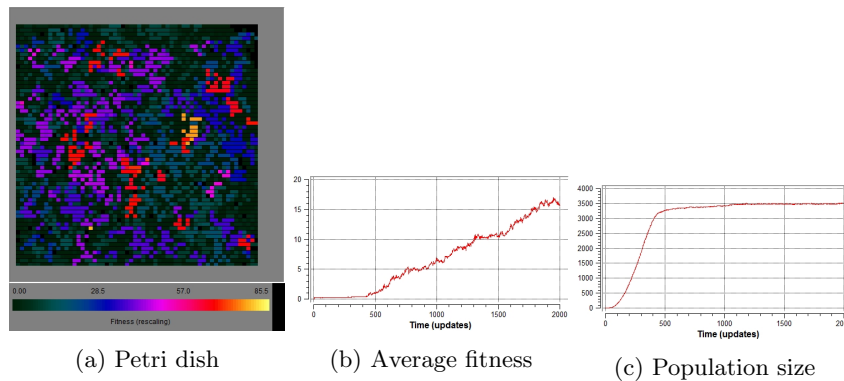 0.00 28.5 57.0 85.5
Fitness (rescaling)
(a) Petri dish
20
15
10
5
0
0 500 1000 1500 2000
Time (updates)
(b) Average fitness
4000
3500
3000
2500
2000
1500
1000
500
0
0 500 1000 1500 200
Time (updates)
(c) Population size